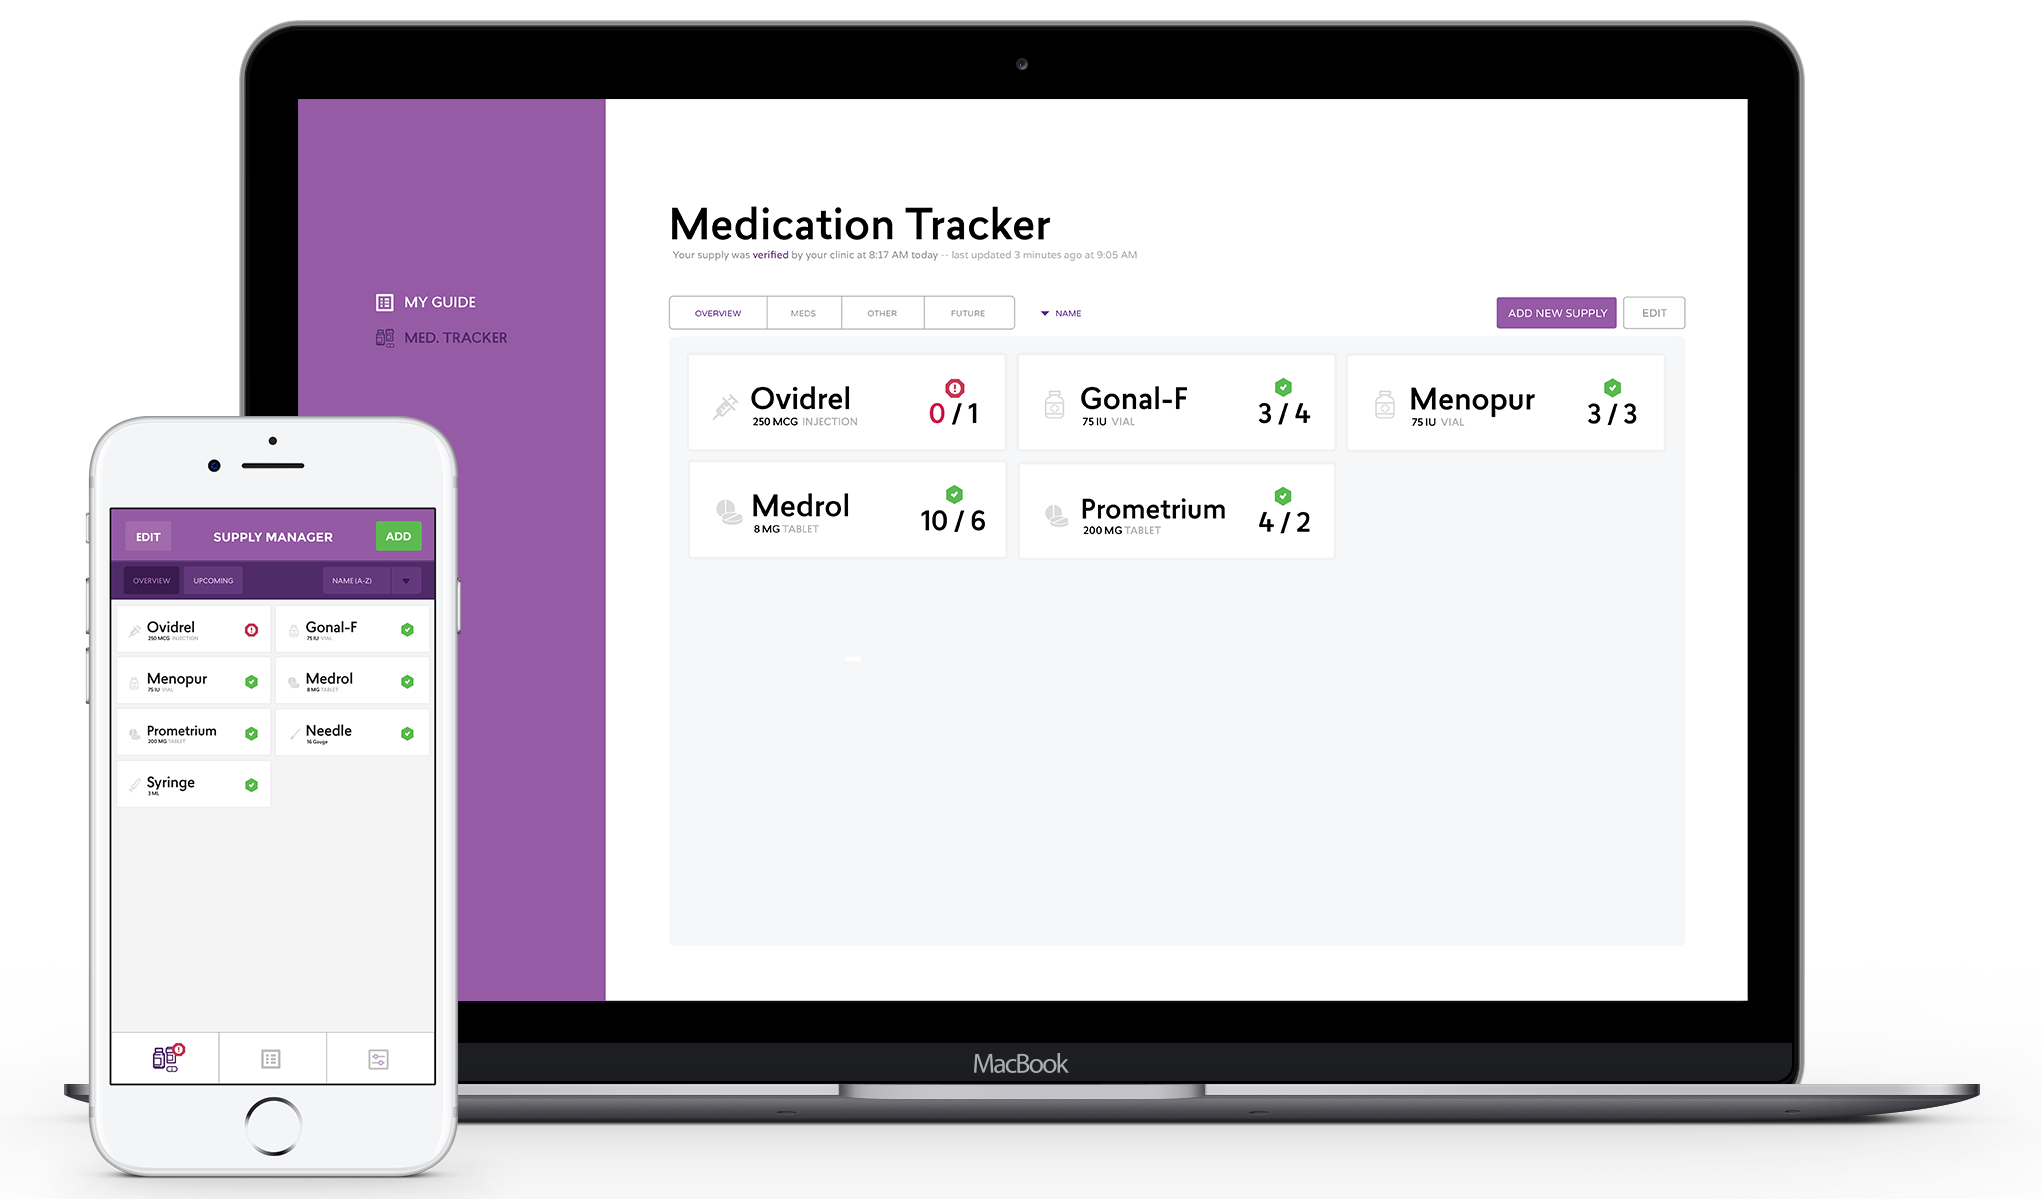 MY GUIDE
MED. TRACKER
Medication Tracker
Your supply was verified by your clinic at 8:17 AM today -- last updated 3 minutes ago at 9:05 AM
OVERVIEW MEDS OTHER FUTURE NAME ADD NEW SUPPLY EDIT
Ovidrel 0 / 1
250 MCG INJECTION
Gonal-F 3 / 4
75 IU VIAL
Menopur 3 / 3
75 IU VIAL
Medrol 10 / 6
8 MG TABLET
Prometrium 4 / 2
200 MG TABLET
MacBook
EDIT SUPPLY MANAGER ADD
OVERVIEW UPCOMING NAME (A-Z)
Ovidrel
250 MCG INJECTION
Gonal-F
75 IU VIAL
Menopur
75 IU VIAL
Medrol
8 MG TABLET
Prometrium
200 MG TABLET
Needle
16 Gauge
Syringe
3 ML